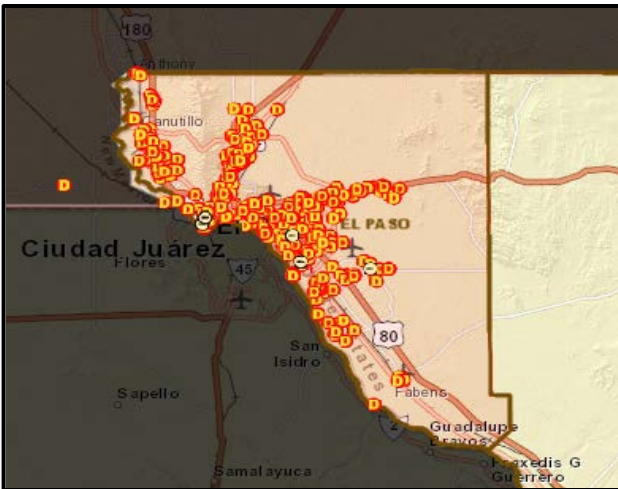 180
Anthony
Canutillo
EL PASO
Ciudad Juárez
Flores
45
80
San
Isidro
Sapello
Fabens
2
Guadalupe
Bravos
Praxedis G
Guerrero
Samalayuca